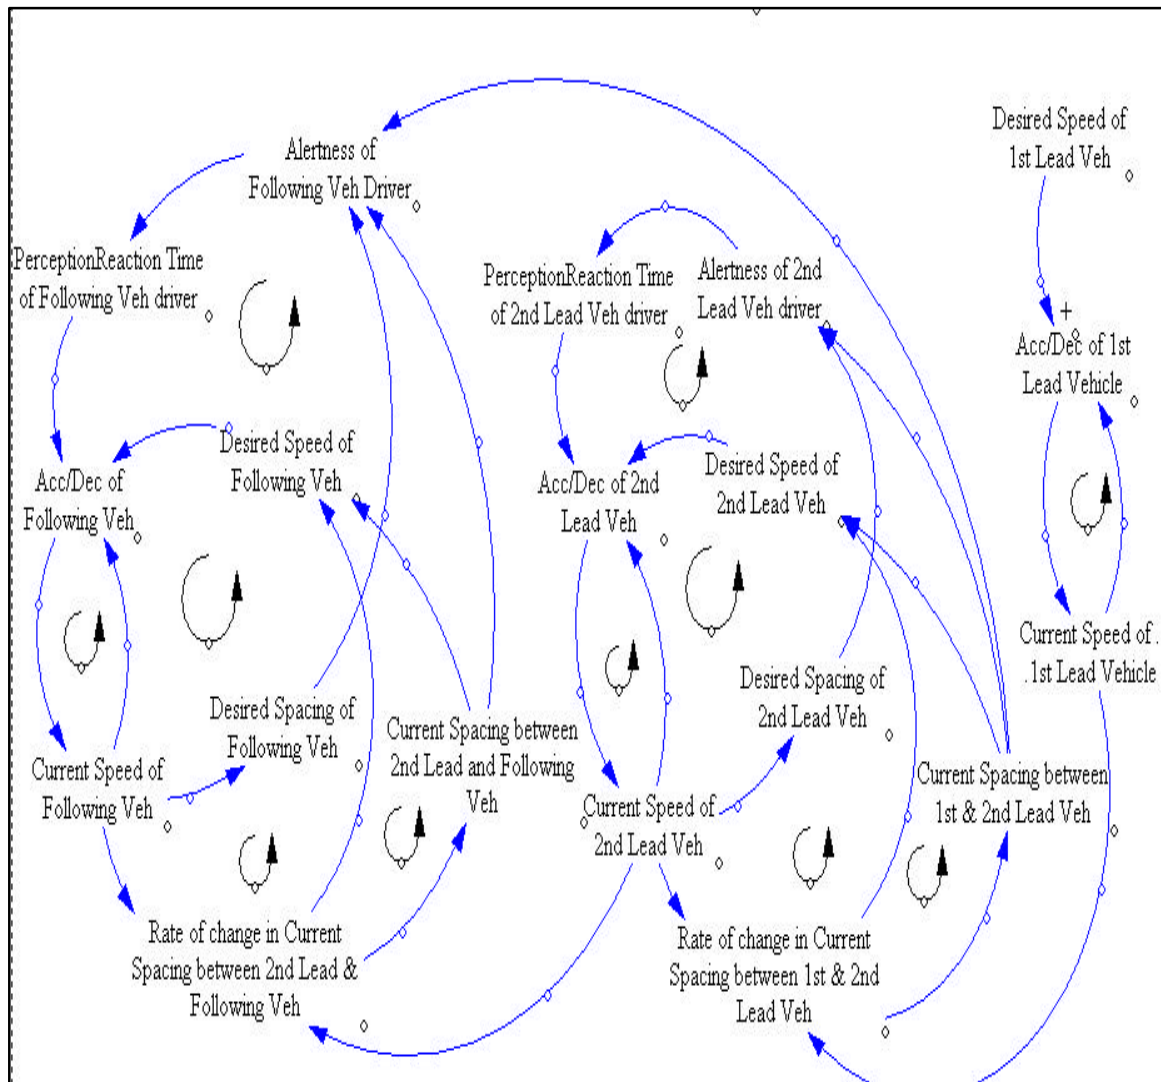 Desired Speed of
1st Lead Veh
Alertness of
Following Veh Driver
PerceptionReaction Time
of Following Veh driver
PerceptionReaction Time
of 2nd Lead Veh driver
Alertness of 2nd
Lead Veh driver
+
Acc/Dec of 1st
Lead Vehicle
Desired Speed of
Following Veh
Acc/Dec of
Following Veh
Acc/Dec of 2nd
Lead Veh
Desired Speed of
2nd Lead Veh
Current Speed of .
.1st Lead Vehicle
Desired Spacing of
Following Veh
Current Spacing between
2nd Lead and Following
Veh
Desired Spacing of
2nd Lead Veh
Current Speed of
Following Veh
Current Speed of
2nd Lead Veh
Current Spacing between
1st & 2nd Lead Veh
Rate of change in Current
Spacing between 2nd Lead &
Following Veh
Rate of change in Current
Spacing between 1st & 2nd
Lead Veh